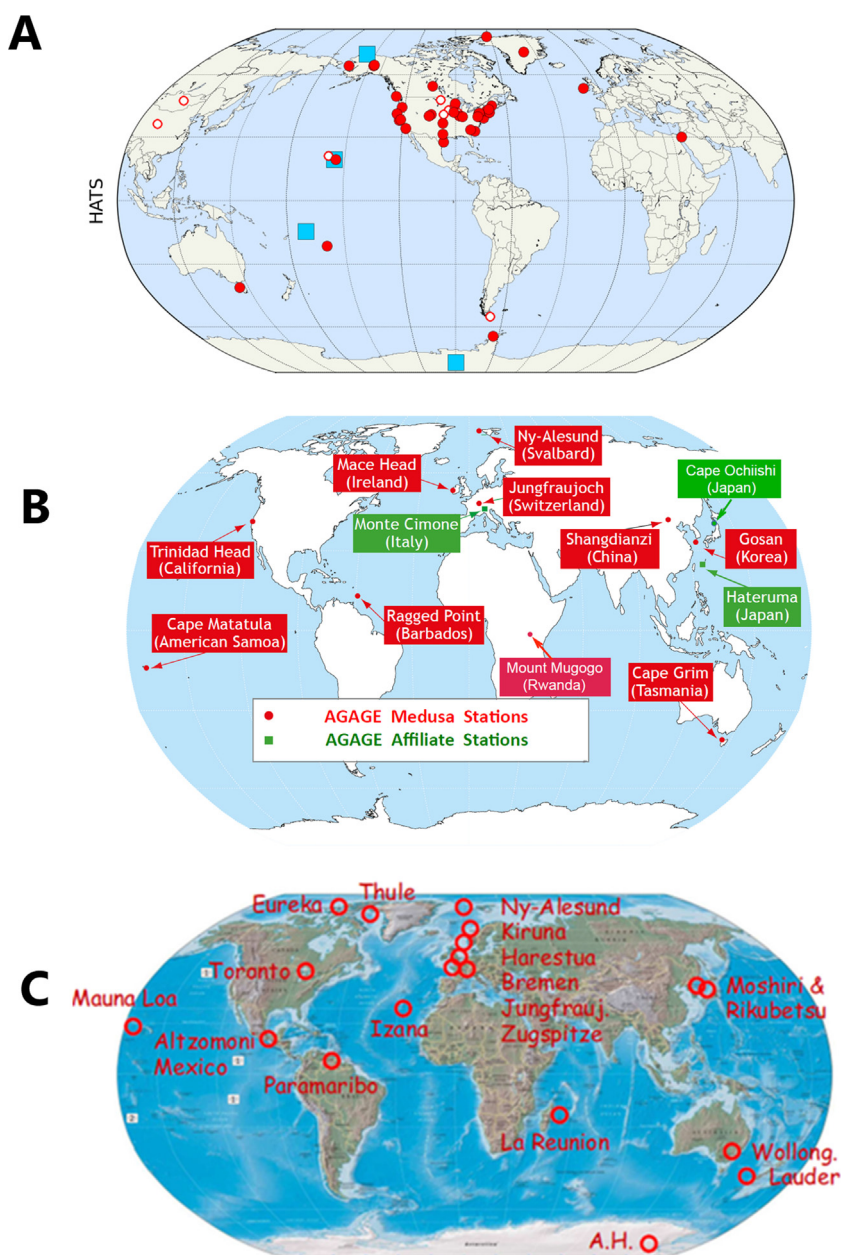 A
HATS
B
Ny-Alesund
(Svalbard)
Mace Head
(Ireland)
Jungfraujoch
(Switzerland)
Cape Ochiishi
(Japan)
Monte Cimone
(Italy)
Trinidad Head
(California)
Shangdianzi
(China)
Gosan
(Korea)
Hateruma
(Japan)
Ragged Point
(Barbados)
Cape Matatula
(American Samoa)
Mount Mugogo
(Rwanda)
Cape Grim
(Tasmania)
AGAGE Medusa Stations
AGAGE Affiliate Stations
C
Eureka
Thule
Ny-Alesund
Kiruna
Harestua
Bremen
Jungfrauj.
Zugspitze
Toronto
Moshiri &
Rikubetsu
Mauna Loa
Izana
Altzomoni
Mexico
Paramaribo
La Reunion
Wollong.
Lauder
A.H.